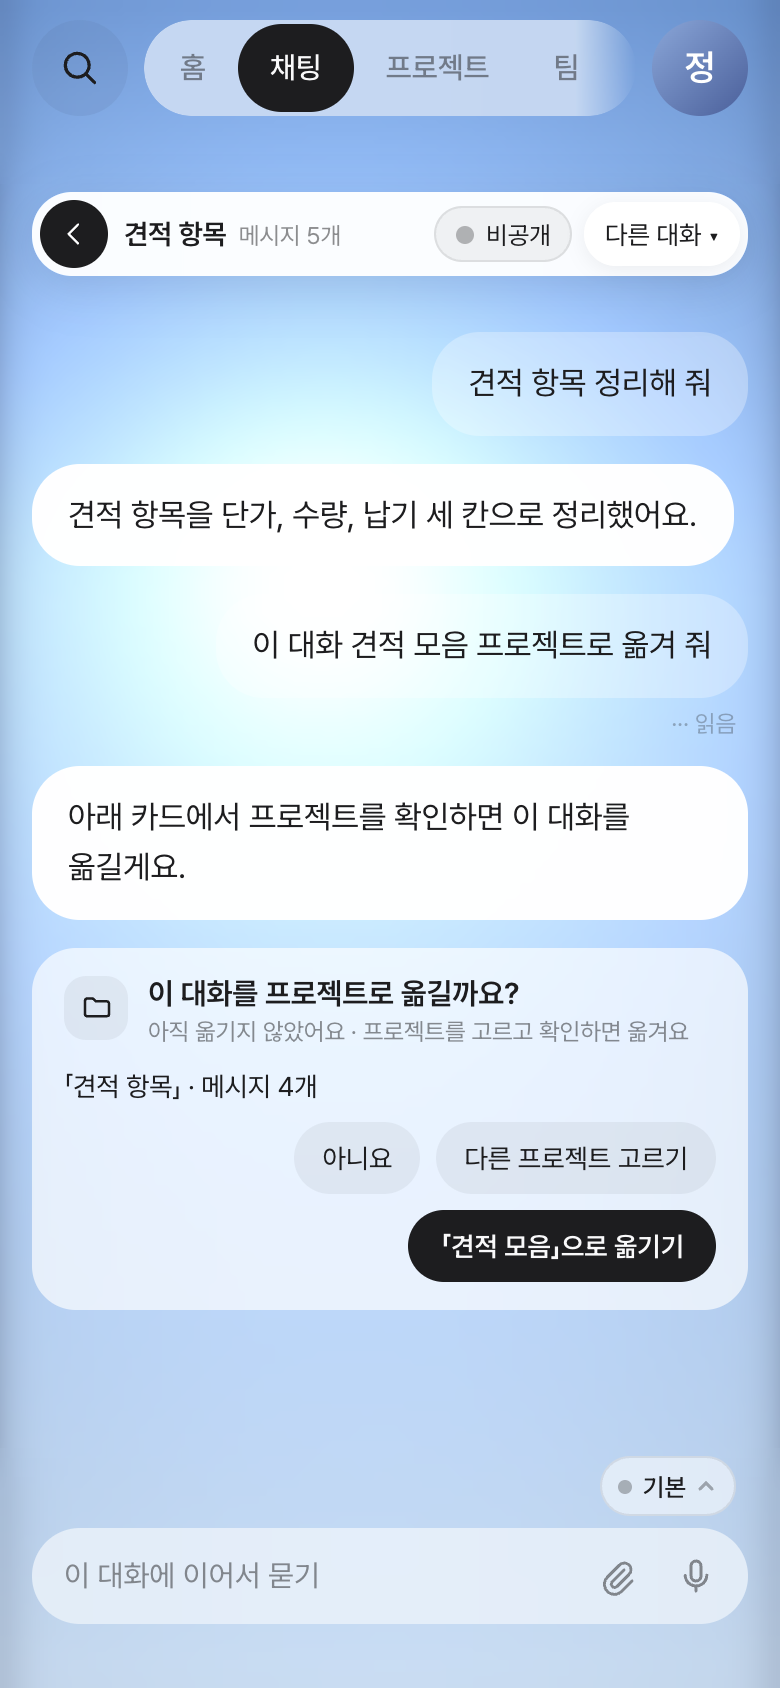 홈 채팅 프로젝트 팀 정
견적 항목 메시지 5개 비공개 다른 대화 ▾
견적 항목 정리해 줘
견적 항목을 단가, 수량, 납기 세 칸으로 정리했어요.
이 대화 견적 모음 프로젝트로 옮겨 줘
··· 읽음
아래 카드에서 프로젝트를 확인하면 이 대화를
옮길게요.
이 대화를 프로젝트로 옮길까요?
아직 옮기지 않았어요 · 프로젝트를 고르고 확인하면 옮겨요
「견적 항목」 · 메시지 4개
아니요 다른 프로젝트 고르기
「견적 모음」으로 옮기기
기본
이 대화에 이어서 묻기